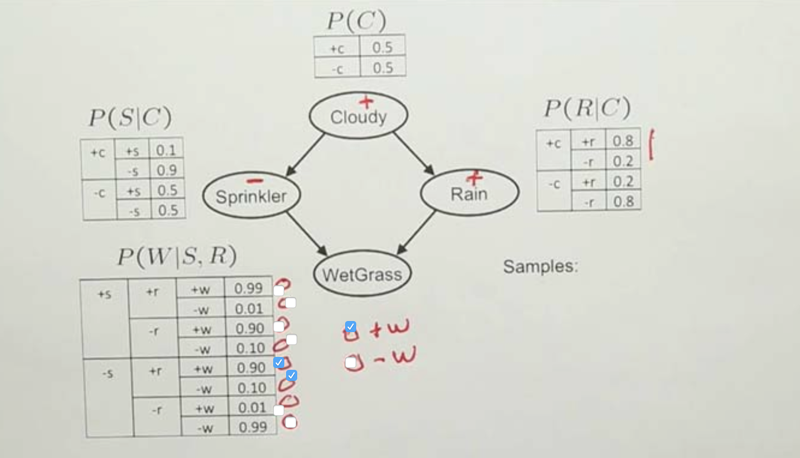 P(C)
+c 0.5
-c 0.5
+
Cloudy
P(S|C)
+c +s 0.1
-s 0.9
-c +s 0.5
-s 0.5
P(R|C)
+c +r 0.8
-r 0.2
-c +r 0.2
-r 0.8
-
Sprinkler
+
Rain
P(W|S, R)
+s +r +w 0.99
-w 0.01
-r +w 0.90
-w 0.10
-s +r +w 0.90
-w 0.10
-r +w 0.01
-w 0.99
WetGrass
Samples:
+w
-w